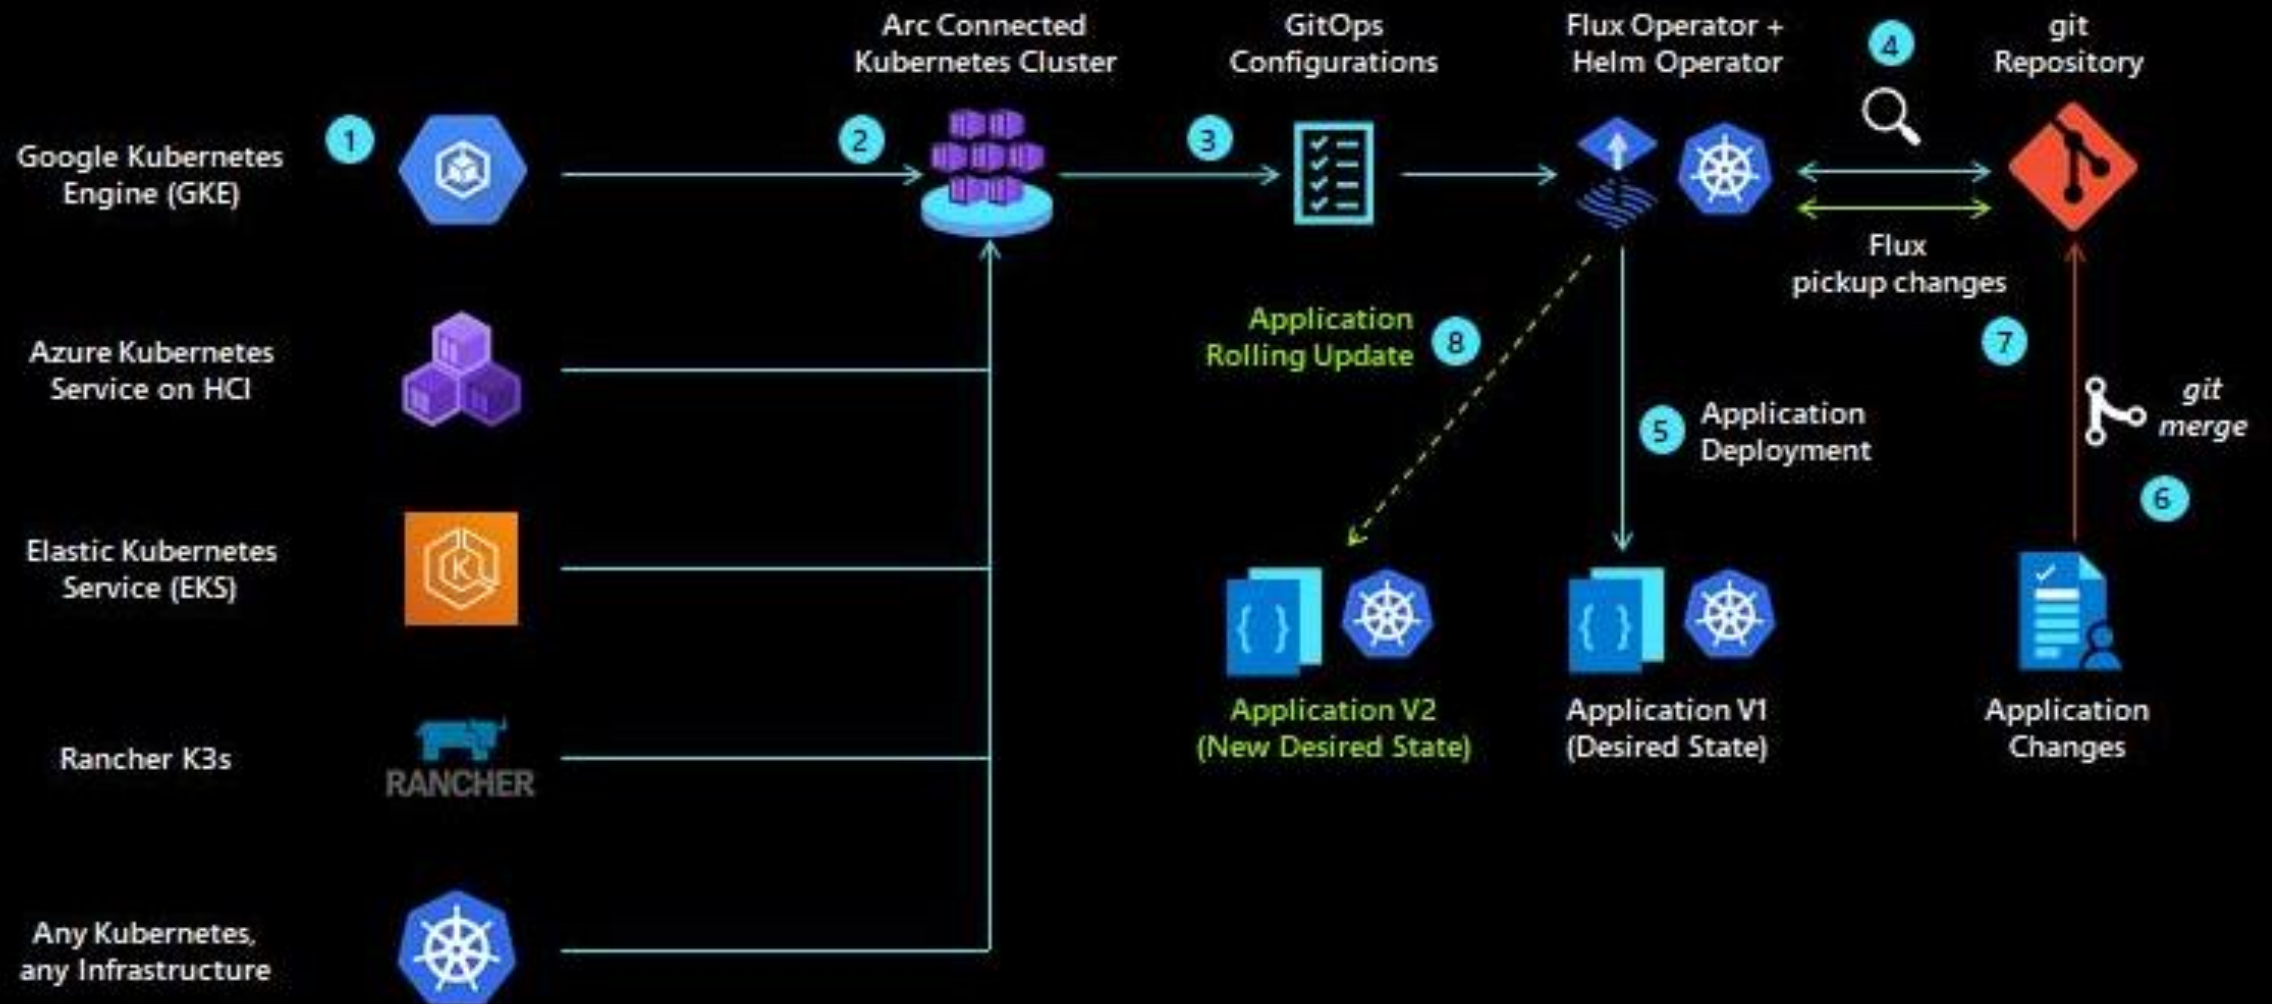 Arc Connected
Kubernetes Cluster
GitOps
Configurations
Flux Operator +
Helm Operator
4
git
Repository
Google Kubernetes
Engine (GKE)
1
2
3
Flux
pickup changes
Azure Kubernetes
Service on HCI
Application
Rolling Update
8
7
5
Application
Deployment
git
merge
6
Elastic Kubernetes
Service (EKS)
K
{ }
{ }
Application V2
(New Desired State)
Application V1
(Desired State)
Application
Changes
Rancher K3s
RANCHER
Any Kubernetes,
any Infrastructure